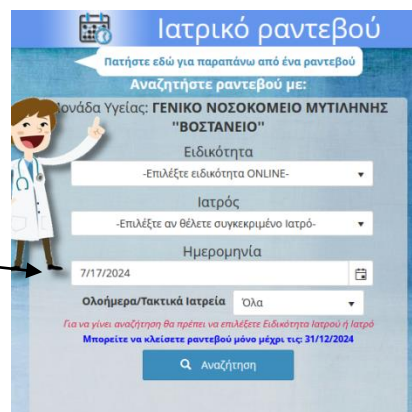 Ιατρικό ραντεβού
Πατήστε εδώ για παραπάνω από ένα ραντεβού
Αναζητήστε ραντεβού με:
Μονάδα Υγείας: ΓΕΝΙΚΟ ΝΟΣΟΚΟΜΕΙΟ ΜΥΤΙΛΗΝΗΣ
"ΒΟΣΤΑΝΕΙΟ"
Ειδικότητα
-Επιλέξτε ειδικότητα ONLINE-
Ιατρός
-Επιλέξτε αν θέλετε συγκεκριμένο Ιατρό-
Ημερομηνία
7/17/2024
Ολοήμερα/Τακτικά Ιατρεία Όλα
Για να γίνει αναζήτηση θα πρέπει να επιλέξετε Ειδικότητα Ιατρού ή Ιατρό
Μπορείτε να κλείσετε ραντεβού μόνο μέχρι τις: 31/12/2024
Αναζήτηση